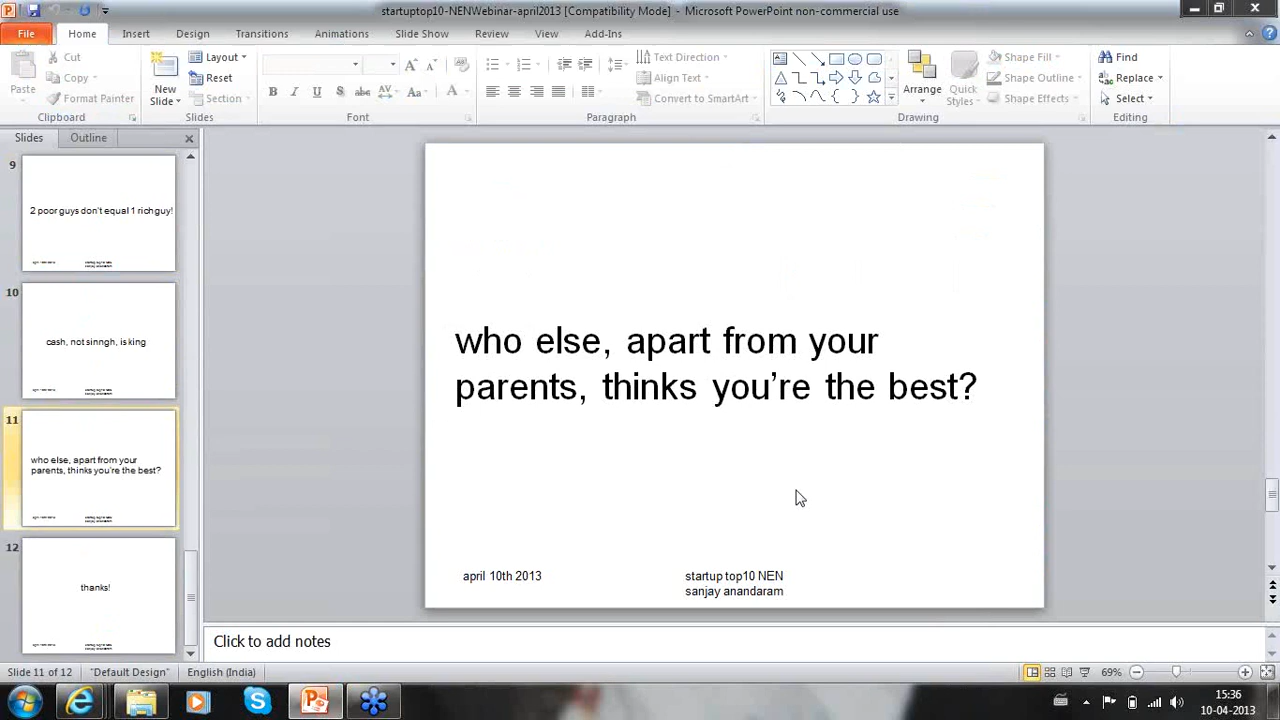 startuptop10-NENWebinar-april2013 [Compatibility Mode] - Microsoft PowerPoint non-commercial use
File Home Insert Design Transitions Animations Slide Show Review View Add-Ins
Paste
Cut
Copy
Format Painter
Clipboard
New Slide
Layout
Reset
Section
Slides
Font
Text Direction
Align Text
Convert to SmartArt
Paragraph
Arrange
Quick Styles
Shape Fill
Shape Outline
Shape Effects
Drawing
Find
Replace
Select
Editing
Slides Outline
9
2 poor guys don't equal 1 rich guy!
10
cash, not sinngh, is king
11
who else, apart from your
parents, thinks you're the best?
12
thanks!
who else, apart from your
parents, thinks you’re the best?
april 10th 2013
startup top10 NEN
sanjay anandaram
Click to add notes
Slide 11 of 12 "Default Design" English (India) 69%
15:36
10-04-2013